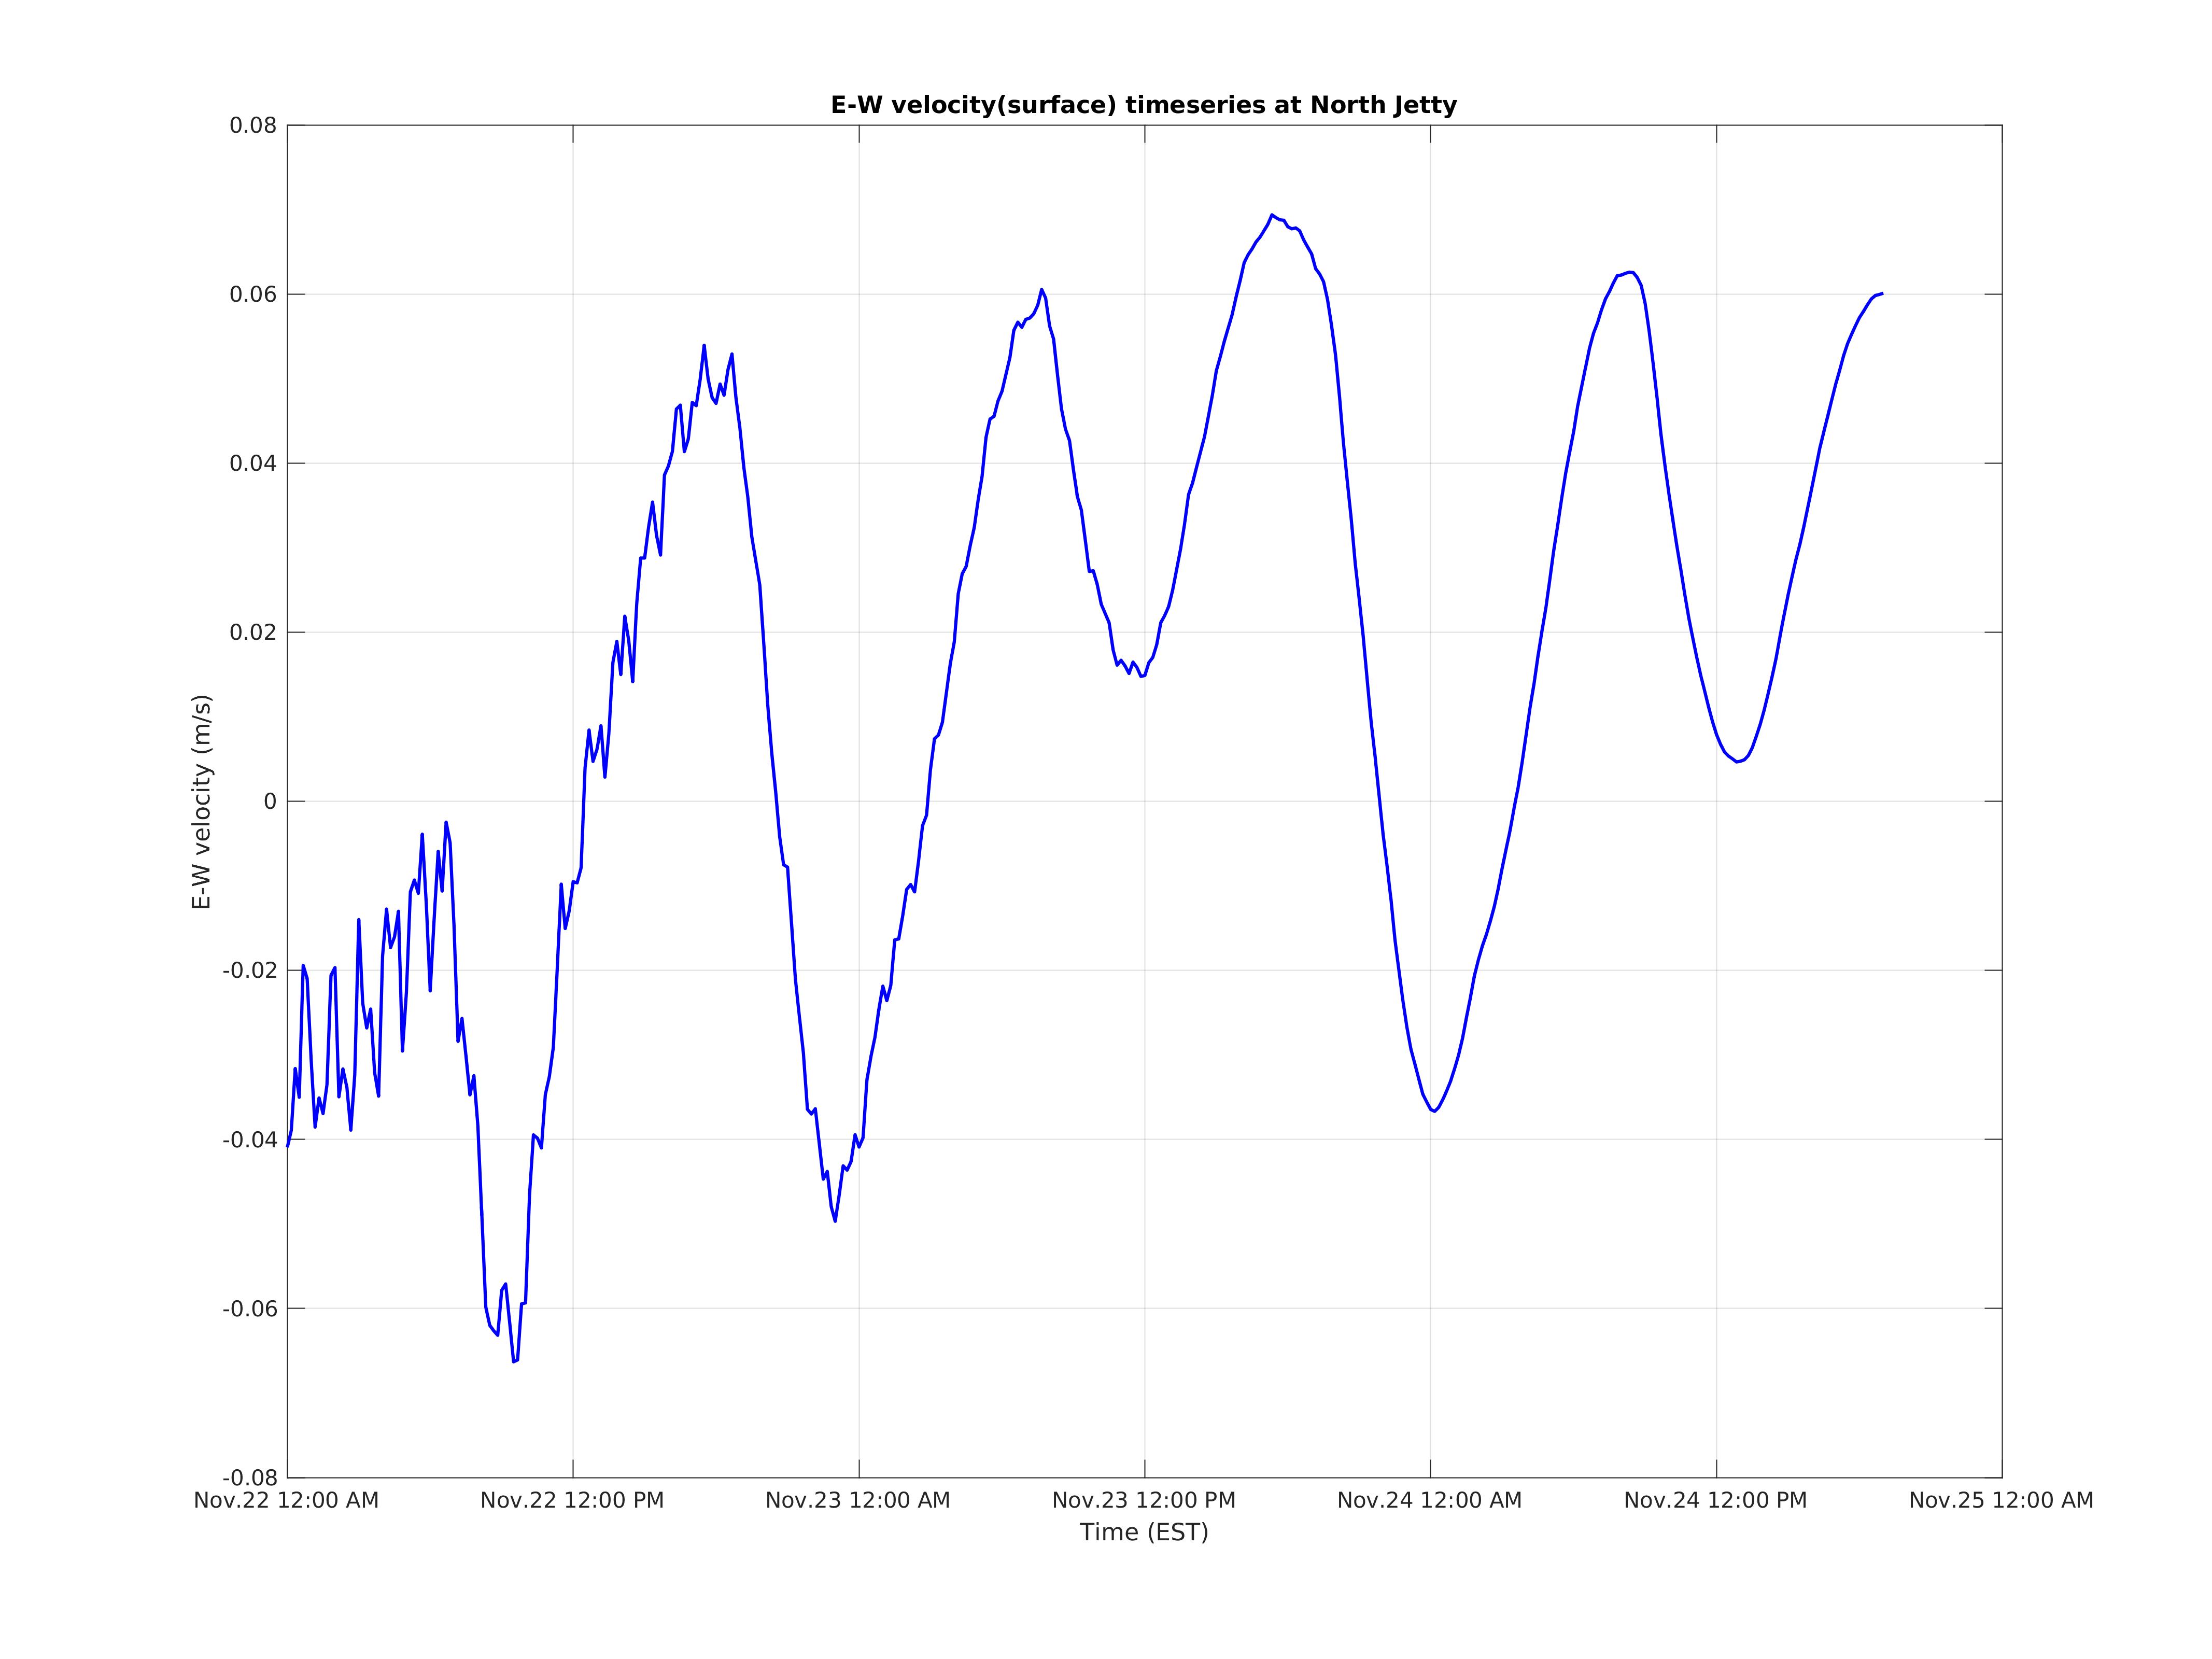 E-W velocity(surface) timeseries at North Jetty
0.08
0.06
0.04
0.02
0
-0.02
-0.04
-0.06
-0.08
E-W velocity (m/s)
Nov.22 12:00 AM Nov.22 12:00 PM Nov.23 12:00 AM Nov.23 12:00 PM Nov.24 12:00 AM Nov.24 12:00 PM Nov.25 12:00 AM
Time (EST)